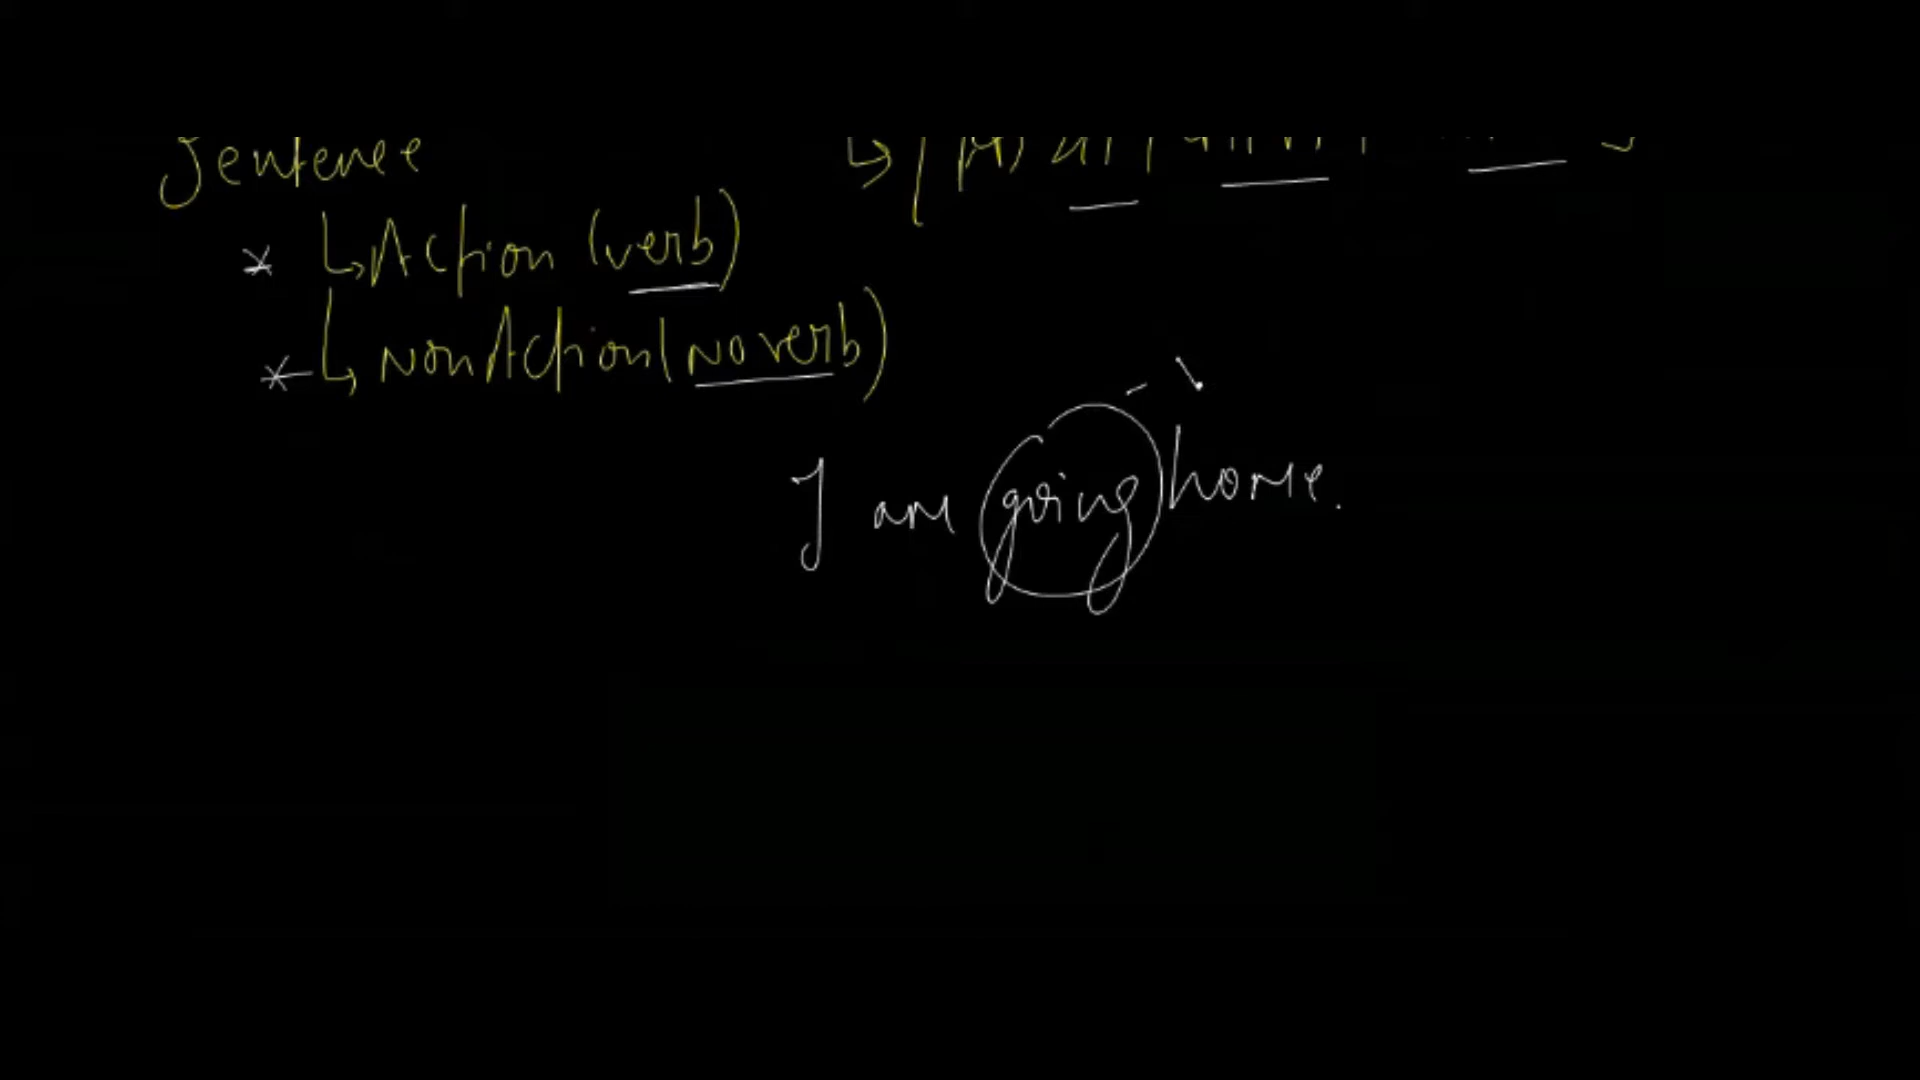 Sentence
* ↳ Action (verb)
* ↳ Non Action (No verb)
I am going home.